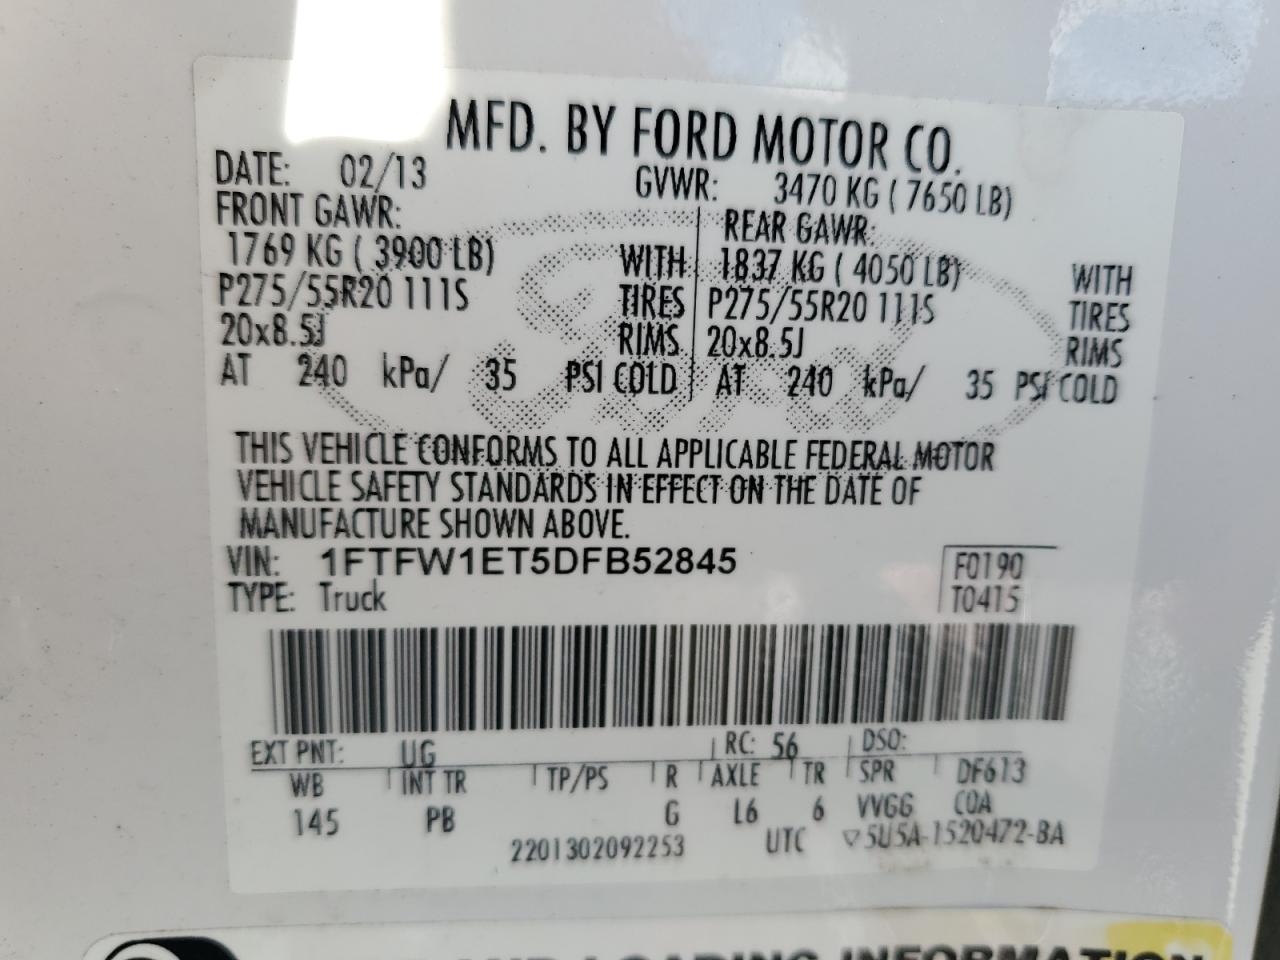 MFD. BY FORD MOTOR CO.
DATE: 02/13 GVWR: 3470 KG ( 7650 LB)
FRONT GAWR: REAR GAWR:
1769 KG ( 3900 LB) WITH 1837 KG ( 4050 LB) WITH
P275/55R20 111S TIRES P275/55R20 111S TIRES
20x8.5J RIMS 20x8.5J RIMS
AT 240 kPa/ 35 PSI COLD AT 240 kPa/ 35 PSI COLD
THIS VEHICLE CONFORMS TO ALL APPLICABLE FEDERAL MOTOR
VEHICLE SAFETY STANDARDS IN EFFECT ON THE DATE OF
MANUFACTURE SHOWN ABOVE.
VIN: 1FTFW1ET5DFB52845 F0190
TYPE: Truck T0415
EXT PNT: UG RC: 56 DSO:
WB INT TR TP/PS R AXLE TR SPR DF613
145 PB G L6 6 VVGG COA
2201302092253 UTC ▽5U5A-1520472-BA
LOADING INFORMATION